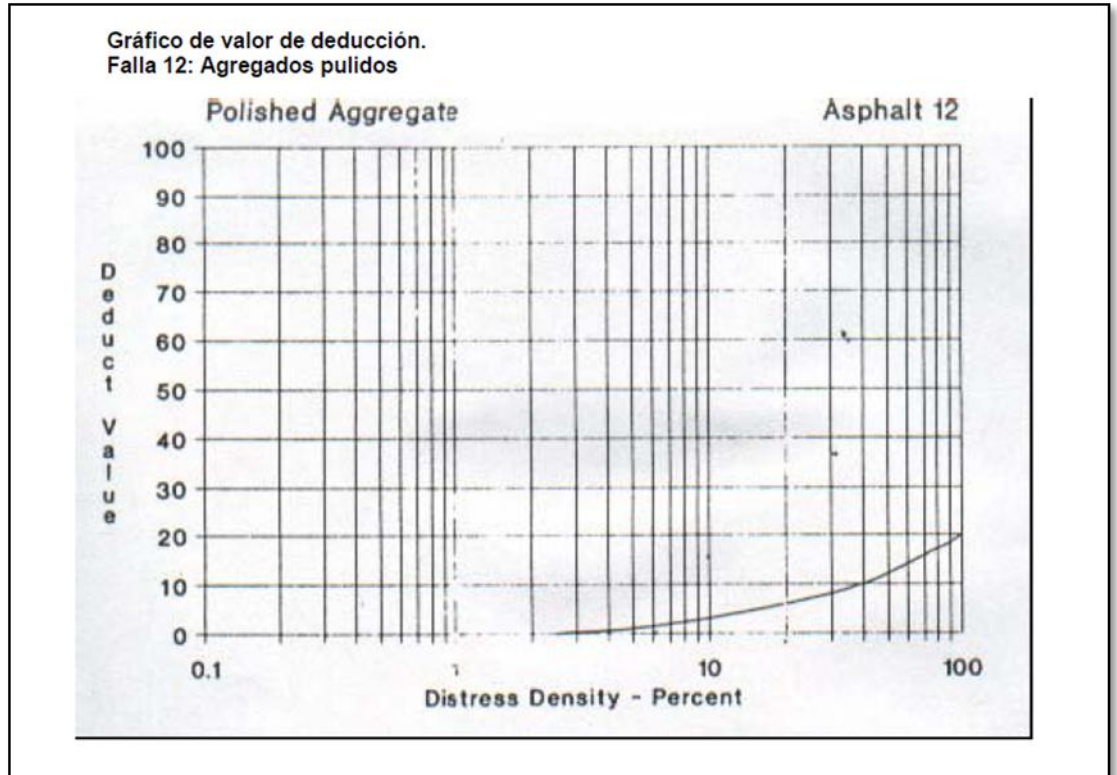 Gráfico de valor de deducción.
Falla 12: Agregados pulidos
Polished Aggregate
Asphalt 12
100
90
80
70
60
50
40
30
20
10
0
Deduct Value
0.1
1
10
100
Distress Density - Percent